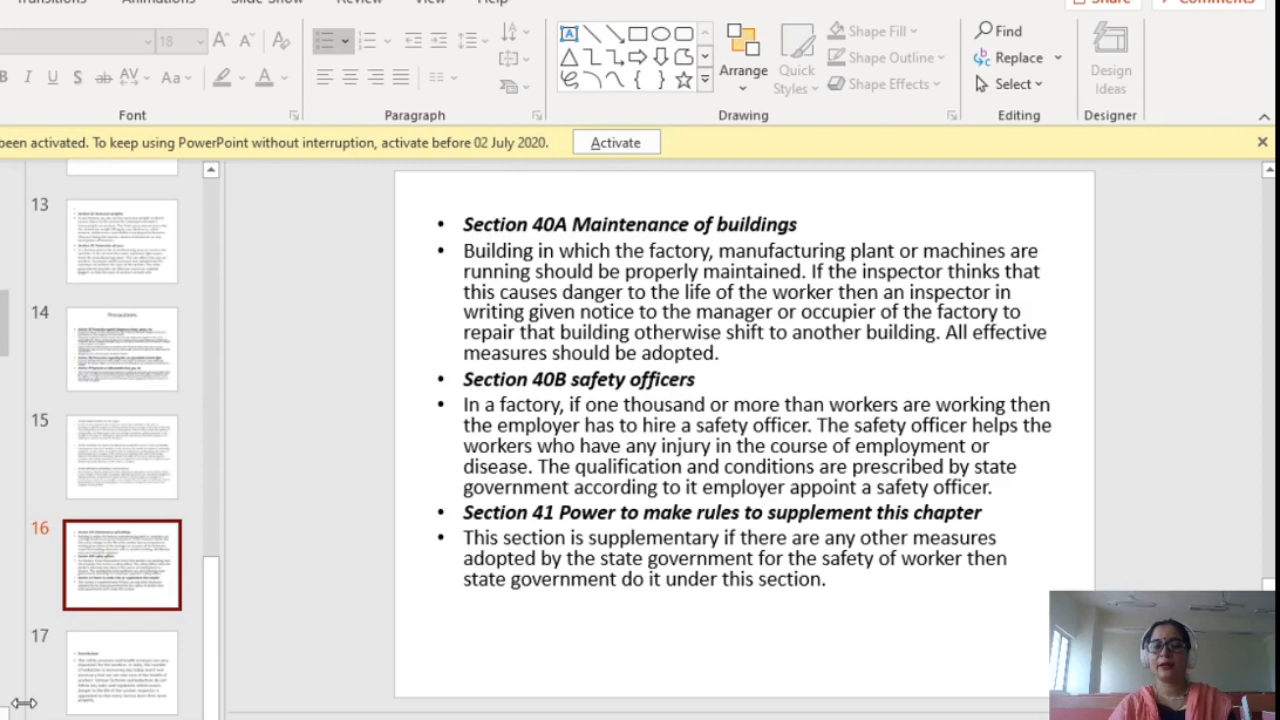 Transitions Animations Slide Show Review View Help Share Comments
18 Aa Shape Fill Find
Arrange Quick Shape Outline Replace Design
Styles Shape Effects Select Ideas
Font Paragraph Drawing Editing Designer
been activated. To keep using PowerPoint without interruption, activate before 02 July 2020. Activate
13
14
Precautions
15
16
17
• Section 40A Maintenance of buildings
• Building in which the factory, manufacturing plant or machines are
running should be properly maintained. If the inspector thinks that
this causes danger to the life of the worker then an inspector in
writing given notice to the manager or occupier of the factory to
repair that building otherwise shift to another building. All effective
measures should be adopted.
• Section 40B safety officers
• In a factory, if one thousand or more than workers are working then
the employer has to hire a safety officer. The safety officer helps the
workers who have any injury in the course of employment or
disease. The qualification and conditions are prescribed by state
government according to it employer appoint a safety officer.
• Section 41 Power to make rules to supplement this chapter
• This section is supplementary if there are any other measures
adopted by the state government for the safety of worker then
state government do it under this section.